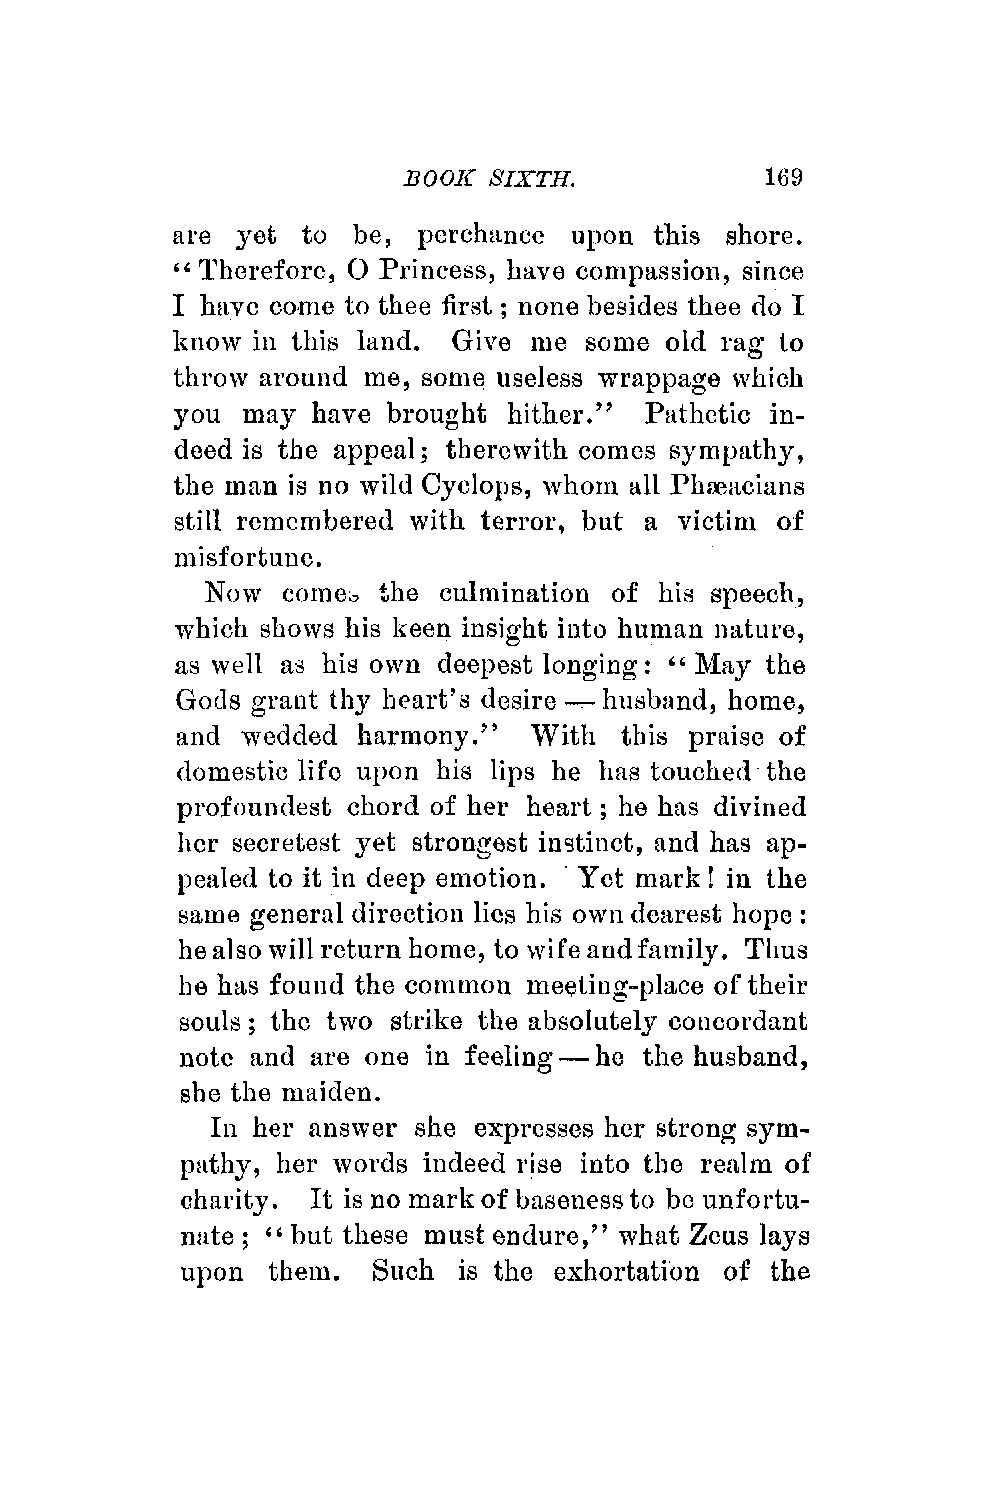 BOOK SIXTH. 169
are yet to be, perchance upon this shore.
“Therefore, O Princess, have compassion, since
I have come to thee first; none besides thee do I
know in this land. Give me some old rag to
throw around me, some useless wrappage which
you may have brought hither.” Pathetic in-
deed is the appeal; therewith comes sympathy,
the man is no wild Cyclops, whom all Phæacians
still remembered with terror, but a victim of
misfortune.
Now comes the culmination of his speech,
which shows his keen insight into human nature,
as well as his own deepest longing: “May the
Gods grant thy heart's desire — husband, home,
and wedded harmony.” With this praise of
domestic life upon his lips he has touched the
profoundest chord of her heart; he has divined
her secretest yet strongest instinct, and has ap-
pealed to it in deep emotion. Yet mark! in the
same general direction lies his own dearest hope:
he also will return home, to wife and family. Thus
he has found the common meeting-place of their
souls; the two strike the absolutely concordant
note and are one in feeling — he the husband,
she the maiden.
In her answer she expresses her strong sym-
pathy, her words indeed rise into the realm of
charity. It is no mark of baseness to be unfortu-
nate; “but these must endure,” what Zeus lays
upon them. Such is the exhortation of the